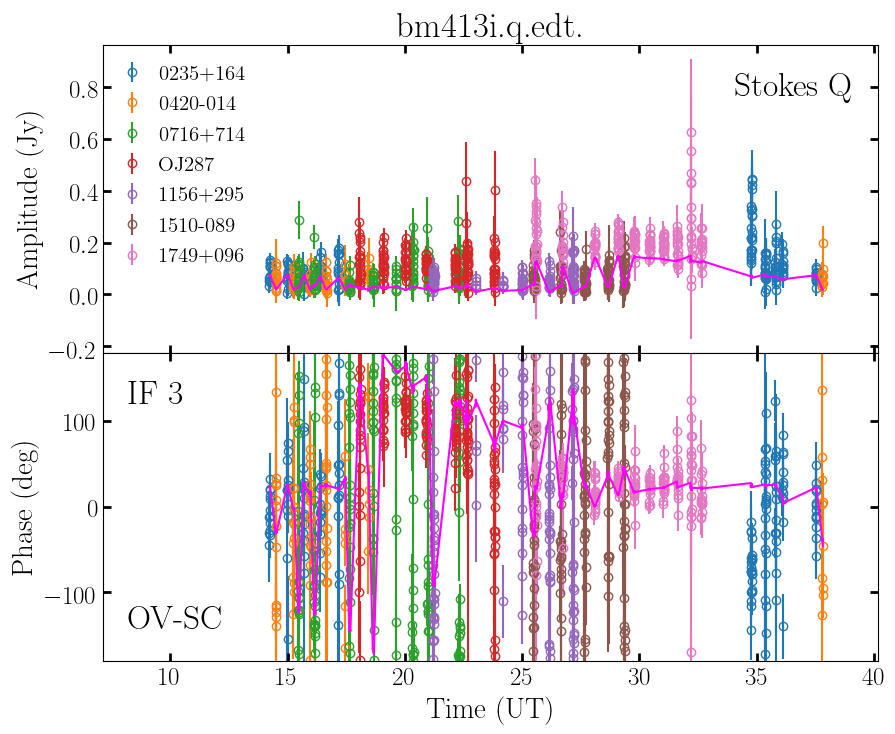 bm413i.q.edt.
Stokes Q
0235+164
0420-014
0716+714
OJ287
1156+295
1510-089
1749+096
Amplitude (Jy)
0.8
0.6
0.4
0.2
0.0
−0.2
IF 3
OV-SC
Phase (deg)
100
0
−100
10
15
20
25
30
35
40
Time (UT)